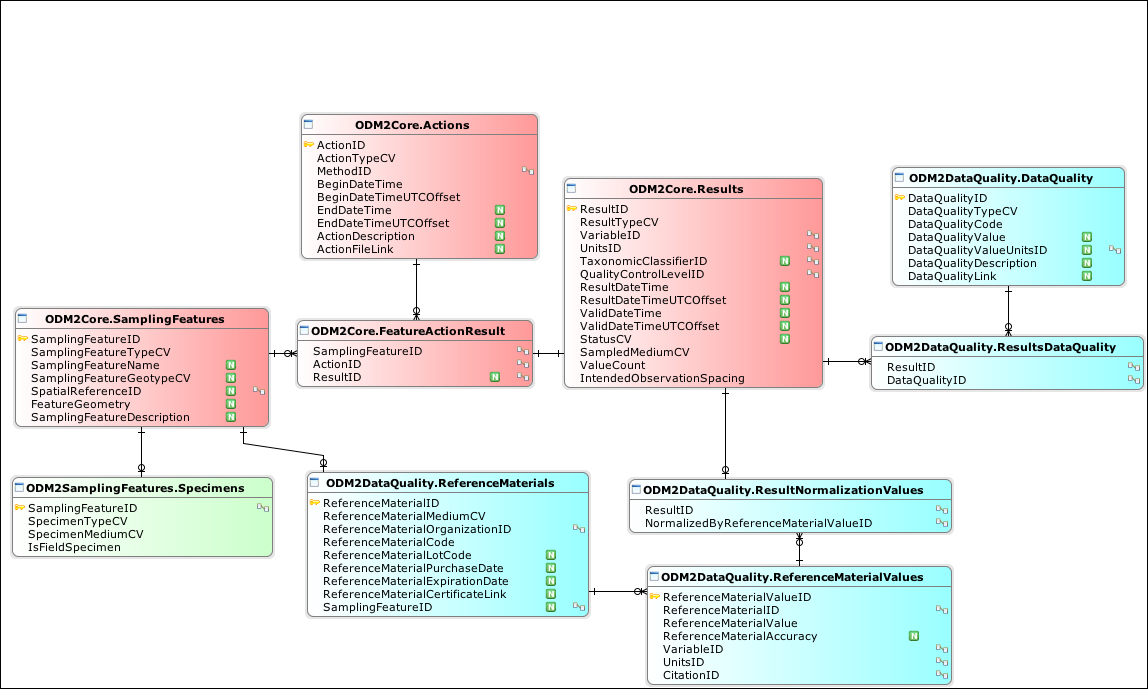 ODM2Core.Actions
ActionID
ActionTypeCV
MethodID
BeginDateTime
BeginDateTimeUTCOffset
EndDateTime N
EndDateTimeUTCOffset N
ActionDescription N
ActionFileLink N
ODM2Core.Results
ResultID
ResultTypeCV
VariableID
UnitsID
TaxonomicClassifierID N
QualityControlLevelID
ResultDateTime N
ResultDateTimeUTCOffset N
ValidDateTime N
ValidDateTimeUTCOffset N
StatusCV N
SampledMediumCV
ValueCount
IntendedObservationSpacing
ODM2DataQuality.DataQuality
DataQualityID
DataQualityTypeCV
DataQualityCode
DataQualityValue N
DataQualityValueUnitsID N
DataQualityDescription N
DataQualityLink N
ODM2Core.SamplingFeatures
SamplingFeatureID
SamplingFeatureTypeCV
SamplingFeatureName N
SamplingFeatureGeotypeCV N
SpatialReferenceID N
FeatureGeometry N
SamplingFeatureDescription N
ODM2Core.FeatureActionResult
SamplingFeatureID
ActionID
ResultID N
ODM2DataQuality.ResultsDataQuality
ResultID
DataQualityID
ODM2SamplingFeatures.Specimens
SamplingFeatureID
SpecimenTypeCV
SpecimenMediumCV
IsFieldSpecimen
ODM2DataQuality.ReferenceMaterials
ReferenceMaterialID
ReferenceMaterialMediumCV
ReferenceMaterialOrganizationID
ReferenceMaterialCode
ReferenceMaterialLotCode N
ReferenceMaterialPurchaseDate N
ReferenceMaterialExpirationDate N
ReferenceMaterialCertificateLink N
SamplingFeatureID N
ODM2DataQuality.ResultNormalizationValues
ResultID
NormalizedByReferenceMaterialValueID
ODM2DataQuality.ReferenceMaterialValues
ReferenceMaterialValueID
ReferenceMaterialID
ReferenceMaterialValue
ReferenceMaterialAccuracy N
VariableID
UnitsID
CitationID